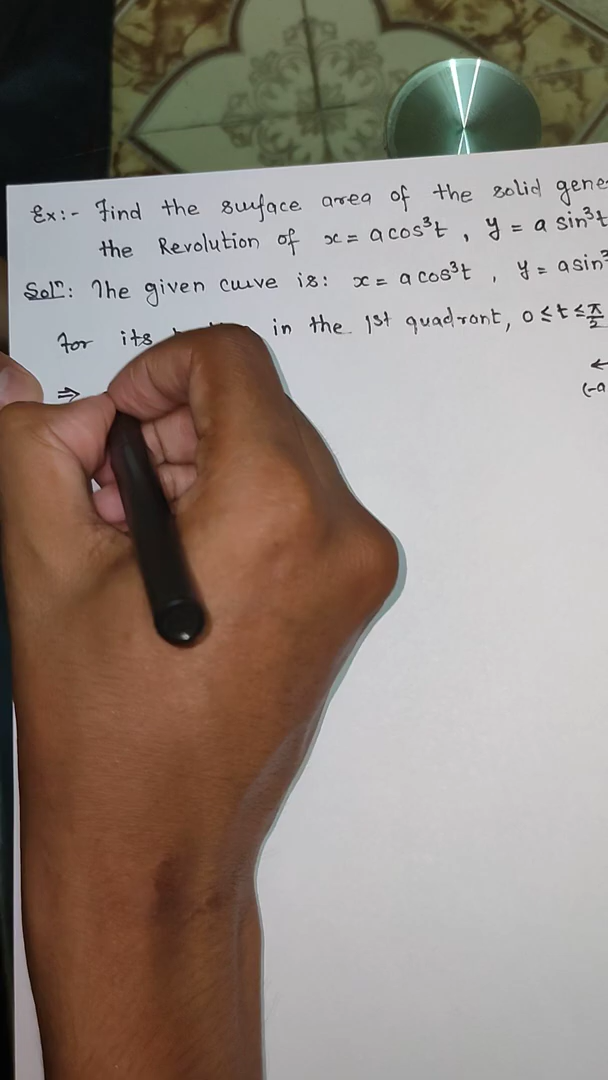 Ex:- Find the surface area of the solid gene
the Revolution of x = a cos³t , y = a sin³t
Solⁿ: The given curve is: x = a cos³t , y = a sin³
For its in the 1st quadrant, 0 ≤ t ≤ π/2
⇒ ←
(-a